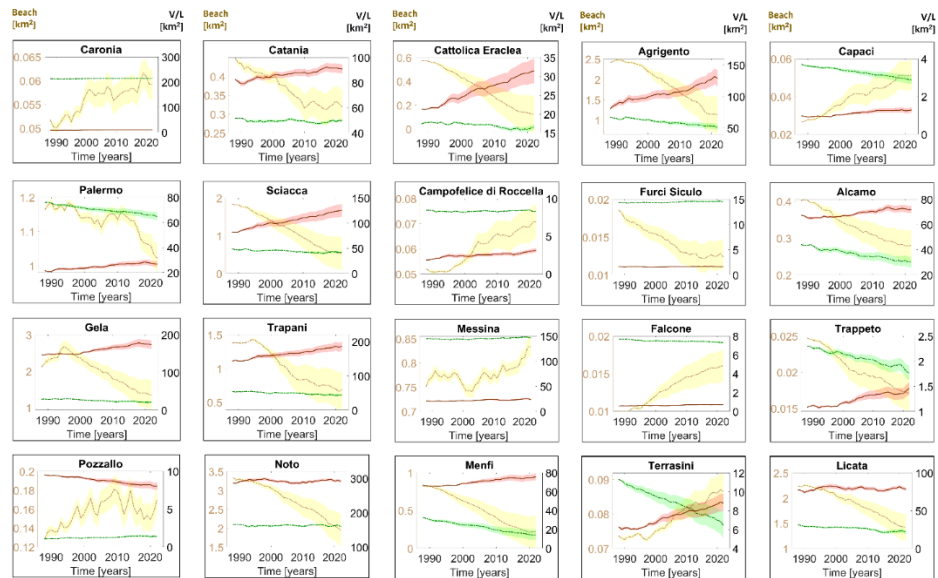 Beach V/L Beach V/L Beach V/L Beach V/L Beach V/L
[km²] [km²] [km²] [km²] [km²] [km²] [km²] [km²] [km²] [km²]
Caronia
0.065 300
0.06 200
0.055 100
0.05 0
1990 2000 2010 2020
Time [years]
Catania
0.4 100
0.35 80
0.3 60
0.25 40
1990 2000 2010 2020
Time [years]
Cattolica Eraclea
0.6 35
30
0.4 25
0.2 20
15
0 10
1990 2000 2010 2020
Time [years]
Agrigento
2.5 150
2
1.5 100
1 50
1990 2000 2010 2020
Time [years]
Capaci
0.06 6
0.04 4
2
0.02 0
1990 2000 2010 2020
Time [years]
Palermo
1.2 80
60
1.1
40
1 20
1990 2000 2010 2020
Time [years]
Sciacca
2 150
1.5 100
1
0.5 50
0 0
1990 2000 2010 2020
Time [years]
Campofelice di Roccella
0.08 10
0.07
5
0.06
0.05 0
1990 2000 2010 2020
Time [years]
Furci Siculo
0.02 15
10
0.015
5
0.01 0
1990 2000 2010 2020
Time [years]
Alcamo
0.4 80
60
0.3
40
0.2 20
1990 2000 2010 2020
Time [years]
Gela
3 200
2 100
1 0
1990 2000 2010 2020
Time [years]
Trapani
1.5 200
1 100
0.5
0
1990 2000 2010 2020
Time [years]
Messina
0.85 150
0.8 100
0.75 50
0.7 0
1990 2000 2010 2020
Time [years]
Falcone
0.02 8
6
0.015 4
2
0.01 0
1990 2000 2010 2020
Time [years]
Trappeto
0.025 3
2.5
0.02 2
1.5
0.015 1
1990 2000 2010 2020
Time [years]
Pozzallo
0.2 10
0.18
0.16 5
0.14
0.12 0
1990 2000 2010 2020
Time [years]
Noto
3.5
3 300
2.5 200
2
1.5 100
1990 2000 2010 2020
Time [years]
Menfi
1 80
60
0.5 40
20
0 0
1990 2000 2010 2020
Time [years]
Terrasini
12
0.09 10
0.08 8
6
0.07 4
1990 2000 2010 2020
Time [years]
Licata
2.5 100
2
50
1.5
1 0
1990 2000 2010 2020
Time [years]